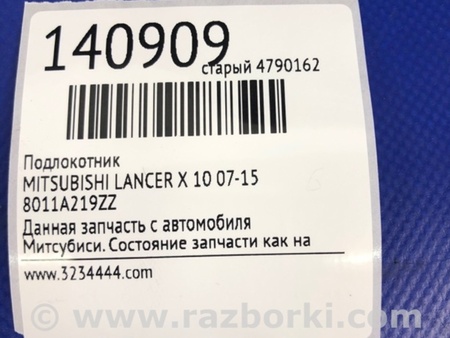 140909
старый 4790162
Подлокотник
MITSUBISHI LANCER X 10 07-15
8011A219ZZ
Данная запчасть с автомобиля
Митсубиси. Состояние запчасти как на
www.3234444.com
© www.razborki.com